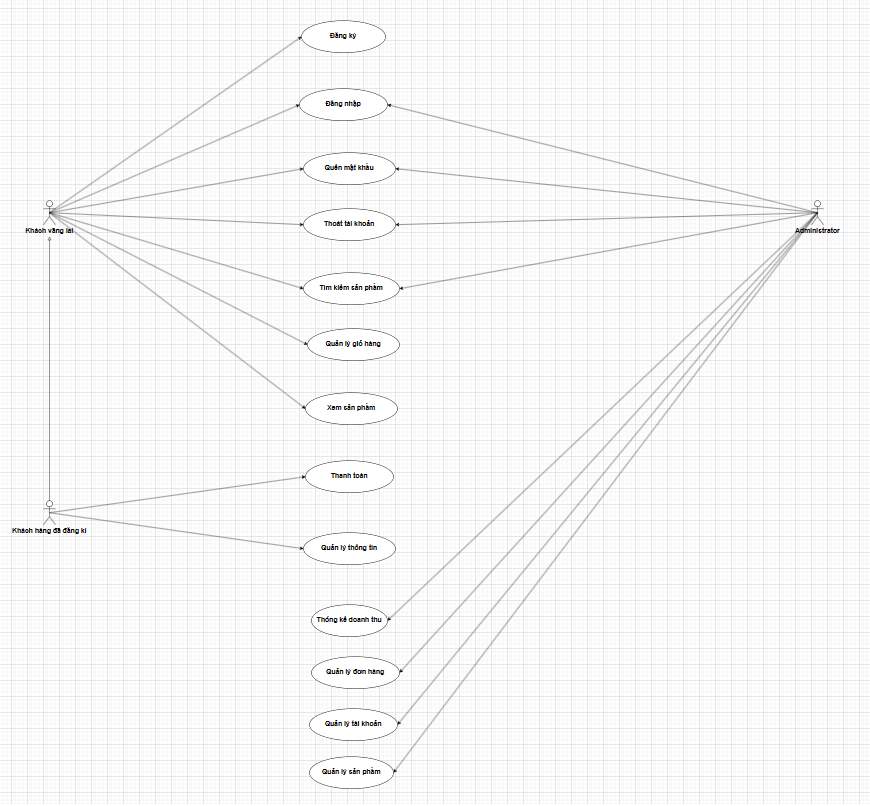 Đăng ký
Đăng nhập
Quên mật khẩu
Thoát tài khoản
Khách vãng lai
Administrator
Tìm kiếm sản phẩm
Quản lý giỏ hàng
Xem sản phẩm
Thanh toán
Khách hàng đã đăng kí
Quản lý thông tin
Thống kê doanh thu
Quản lý đơn hàng
Quản lý tài khoản
Quản lý sản phẩm